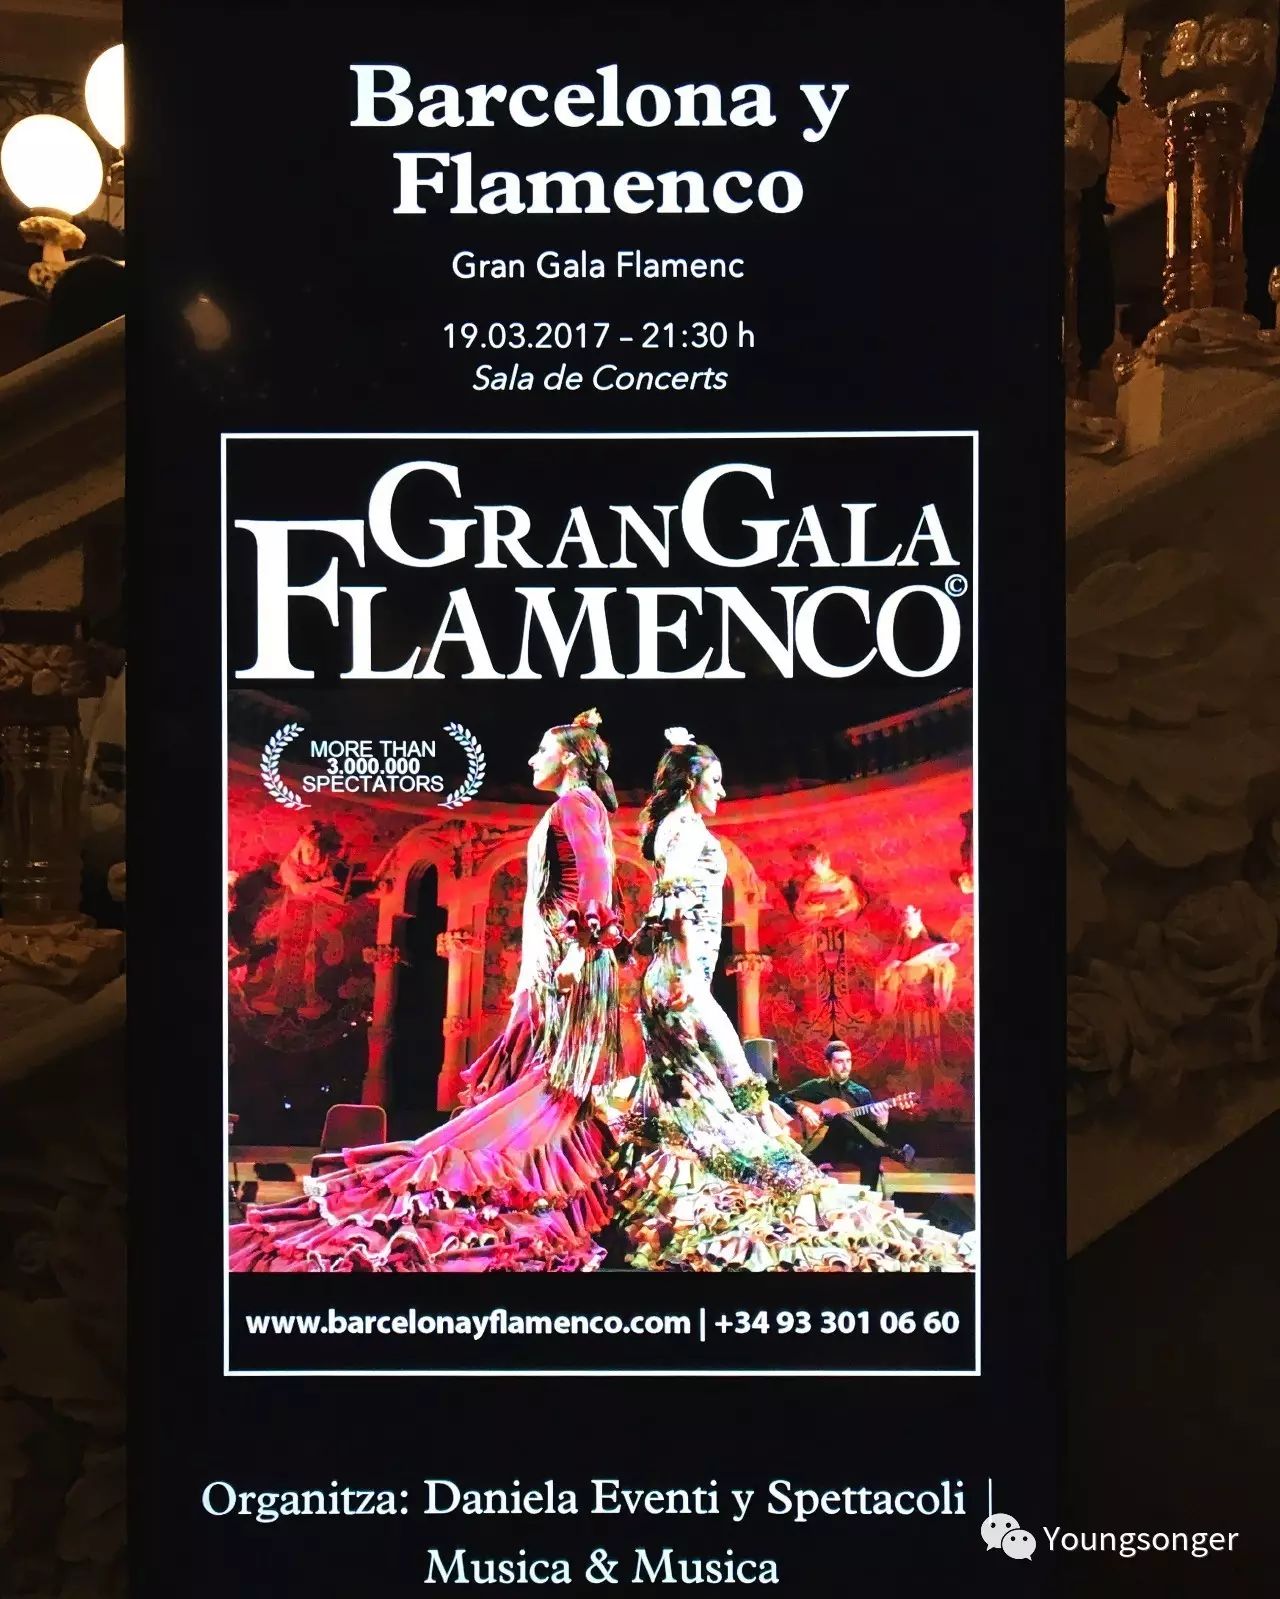 Barcelona y
Flamenco
Gran Gala Flamenc
19.03.2017 – 21:30 h
Sala de Concerts
GRAN GALA
FLAMENCO©
MORE THAN
3.000.000
SPECTATORS
www.barcelonayflamenco.com | +34 93 301 06 60
Organitza: Daniela Eventi y Spettacoli |
Musica & Musica
Youngsonger